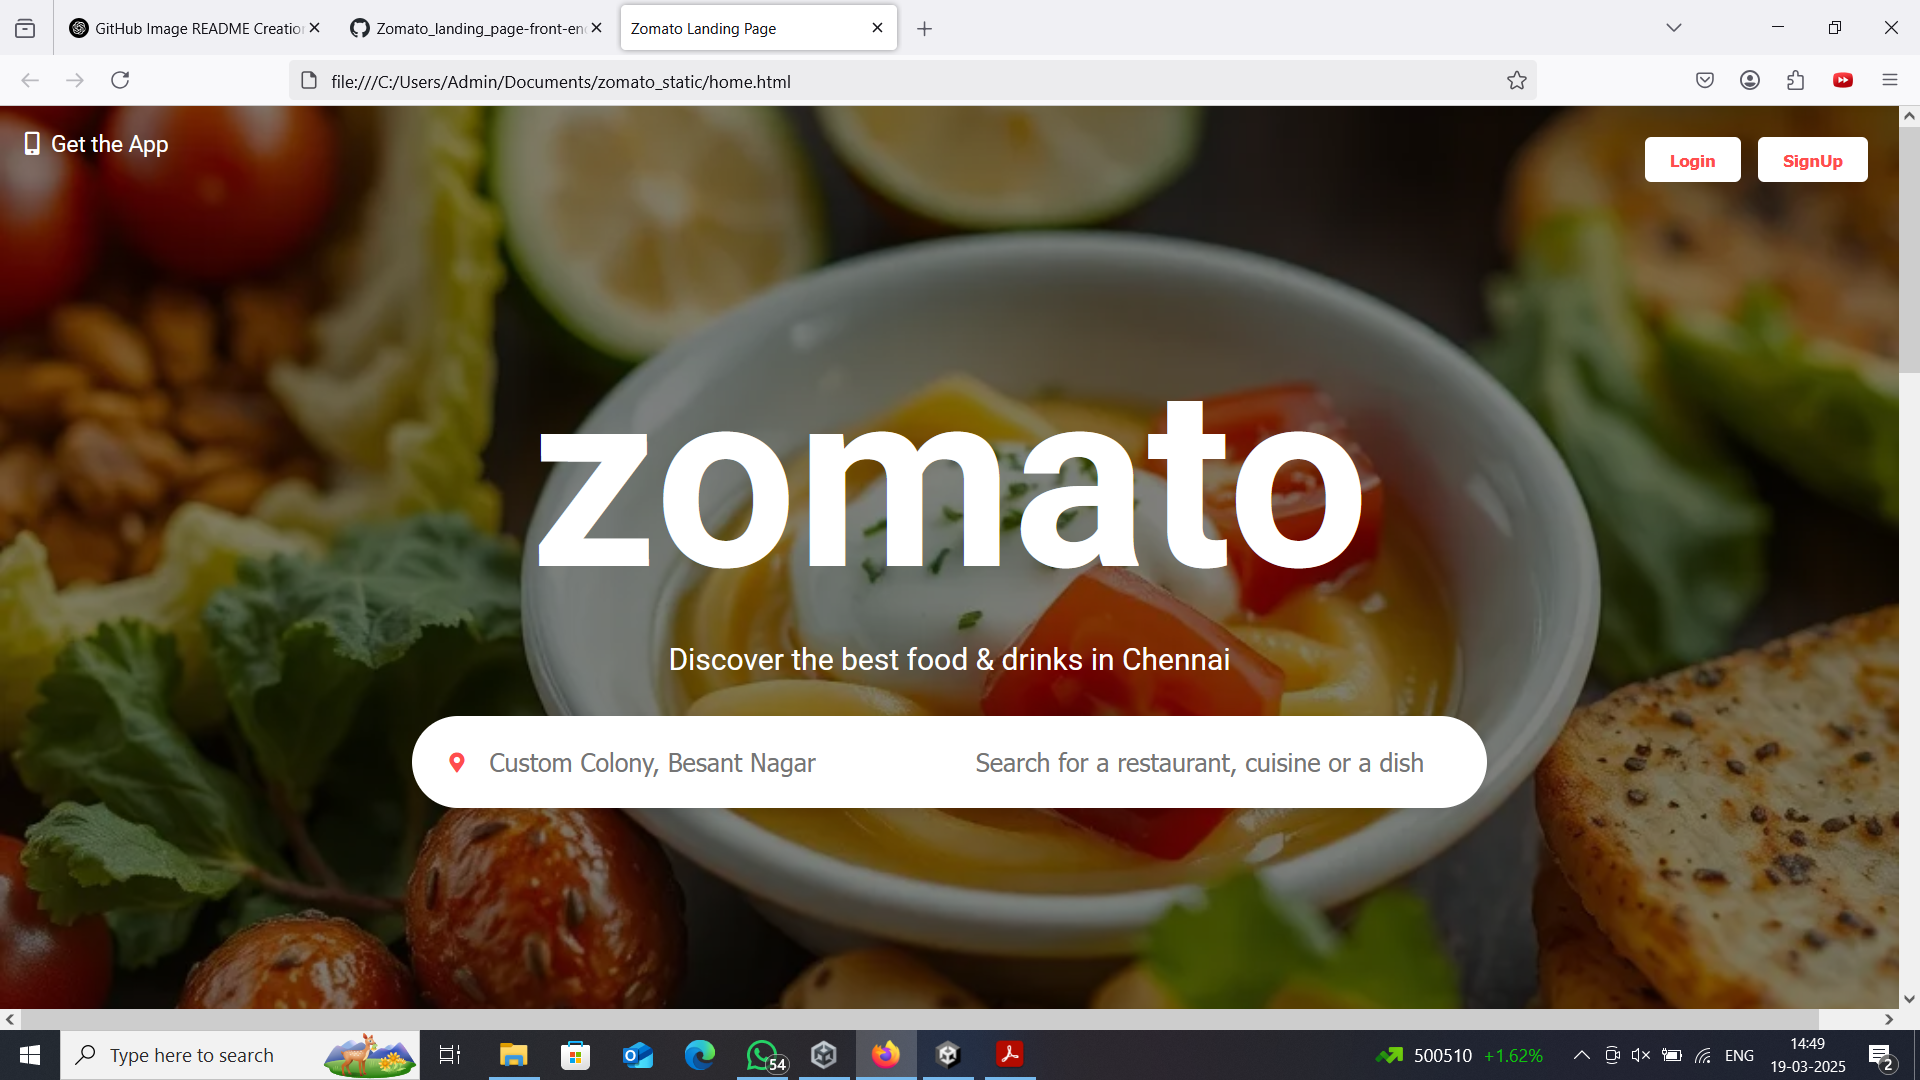 GitHub Image README Creatio
Zomato_landing_page-front-en
Zomato Landing Page
file:///C:/Users/Admin/Documents/zomato_static/home.html
Get the App
Login
SignUp
zomato
Discover the best food & drinks in Chennai
Custom Colony, Besant Nagar
Search for a restaurant, cuisine or a dish
Type here to search
54
500510 +1.62%
ENG
14:49
19-03-2025
2